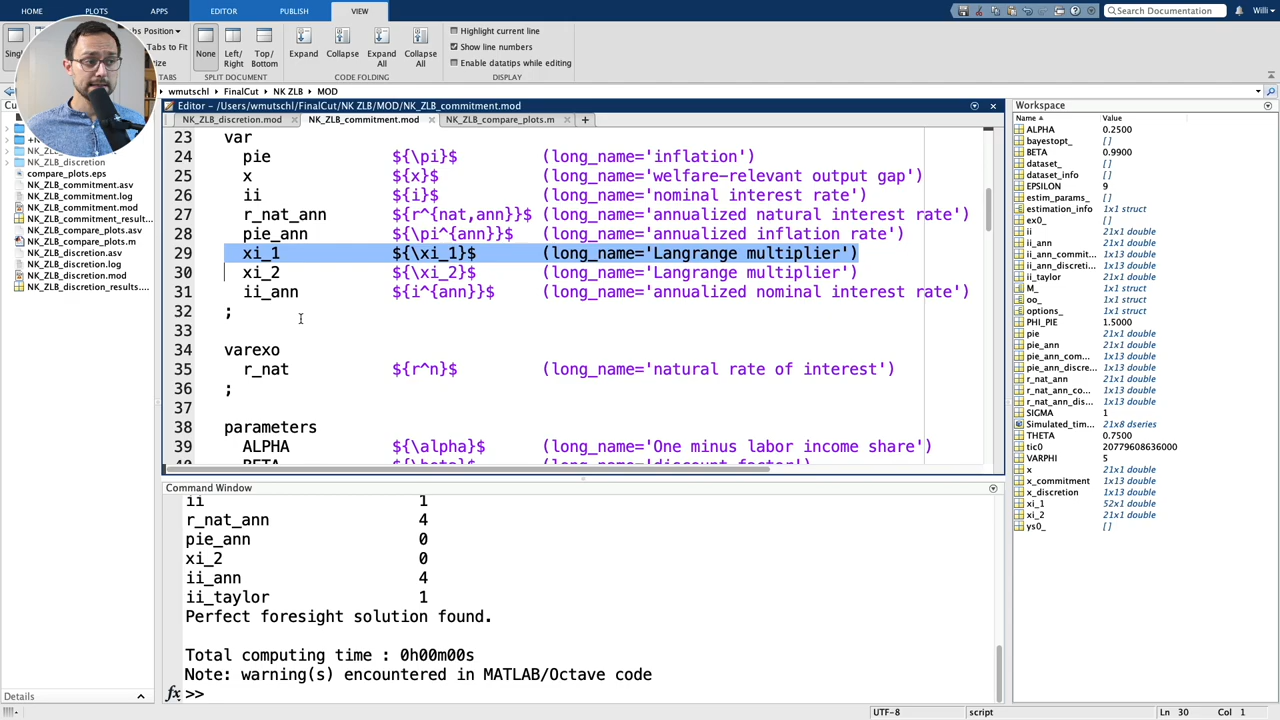 HOME PLOTS APPS EDITOR PUBLISH VIEW
Search Documentation Willi
Tabs to Fit
None Left/Right Top/Bottom Expand Collapse Expand All Collapse All
Highlight current line
Show line numbers
Enable datatips while editing
TABS SPLIT DOCUMENT CODE FOLDING DISPLAY
wmutschl FinalCut NK ZLB MOD
Editor - /Users/wmutschl/FinalCut/NK ZLB/MOD/NK_ZLB_commitment.mod
NK_ZLB_discretion.mod NK_ZLB_commitment.mod NK_ZLB_compare_plots.m
NK_ZLB_discretion
compare_plots.eps
NK_ZLB_commitment.asv
NK_ZLB_commitment.log
NK_ZLB_commitment.mod
NK_ZLB_commitment_result...
NK_ZLB_compare_plots.asv
NK_ZLB_compare_plots.m
NK_ZLB_discretion.asv
NK_ZLB_discretion.log
NK_ZLB_discretion.mod
NK_ZLB_discretion_results....
Details
23 var
24 pie ${\pi}$ (long_name='inflation')
25 x ${x}$ (long_name='welfare-relevant output gap')
26 ii ${i}$ (long_name='nominal interest rate')
27 r_nat_ann ${r^{nat,ann}}$ (long_name='annualized natural interest rate')
28 pie_ann ${\pi^{ann}}$ (long_name='annualized inflation rate')
29 xi_1 ${\xi_1}$ (long_name='Langrange multiplier')
30 xi_2 ${\xi_2}$ (long_name='Langrange multiplier')
31 ii_ann ${i^{ann}}$ (long_name='annualized nominal interest rate')
32 ;
33
34 varexo
35 r_nat ${r^n}$ (long_name='natural rate of interest')
36 ;
37
38 parameters
39 ALPHA ${\alpha}$ (long_name='One minus labor income share')
Command Window
ii 1
r_nat_ann 4
pie_ann 0
xi_2 0
ii_ann 4
ii_taylor 1
Perfect foresight solution found.
Total computing time : 0h00m00s
Note: warning(s) encountered in MATLAB/Octave code
fx >>
Workspace
Name Value
ALPHA 0.2500
bayestopt_ []
BETA 0.9900
dataset_ []
dataset_info []
EPSILON 9
estim_params_ []
estimation_info 1x1 struct
ex0_ []
ii 21x1 double
ii_ann 21x1 double
ii_ann_commit... 1x13 double
ii_ann_discreti... 1x13 double
ii_taylor 21x1 double
M_ 1x1 struct
oo_ 1x1 struct
options_ 1x1 struct
PHI_PIE 1.5000
pie 21x1 double
pie_ann 21x1 double
pie_ann_com... 1x13 double
pie_ann_discre... 1x13 double
r_nat_ann 21x1 double
r_nat_ann_co... 1x13 double
r_nat_ann_dis... 1x13 double
SIGMA 1
Simulated_tim... 21x8 dseries
THETA 0.7500
tic0 20779608636000
VARPHI 5
x 21x1 double
x_commitment 1x13 double
x_discretion 1x13 double
xi_1 52x1 double
xi_2 21x1 double
ys0_ []
UTF-8 script Ln 30 Col 1